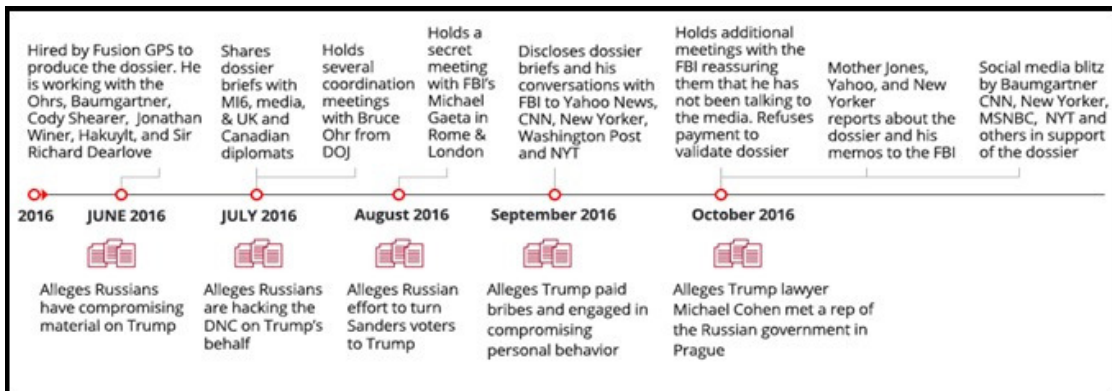 Hired by Fusion GPS to
produce the dossier. He
is working with the
Ohrs, Baumgartner,
Cody Shearer, Jonathan
Winer, Hakuylt, and Sir
Richard Dearlove
Shares
dossier
briefs with
MI6, media,
& UK and
Canadian
diplomats
Holds
several
coordination
meetings
with Bruce
Ohr from
DOJ
Holds a
secret
meeting
with FBI's
Michael
Gaeta in
Rome &
London
Discloses dossier
briefs and his
conversations with
FBI to Yahoo News,
CNN, New Yorker,
Washington Post
and NYT
Holds additional
meetings with the
FBI reassuring
them that he has
not been talking to
the media. Refuses
payment to
validate dossier
Mother Jones,
Yahoo, and New
Yorker
reports about the
dossier and his
memos to the FBI
Social media blitz
by Baumgartner
CNN, New Yorker,
MSNBC, NYT and
others in support
of the dossier
2016
JUNE 2016
JULY 2016
August 2016
September 2016
October 2016
Alleges Russians
have compromising
material on Trump
Alleges Russians
are hacking the
DNC on Trump's
behalf
Alleges Russian
effort to turn
Sanders voters
to Trump
Alleges Trump paid
bribes and engaged in
compromising
personal behavior
Alleges Trump lawyer
Michael Cohen met a rep of
the Russian government in
Prague